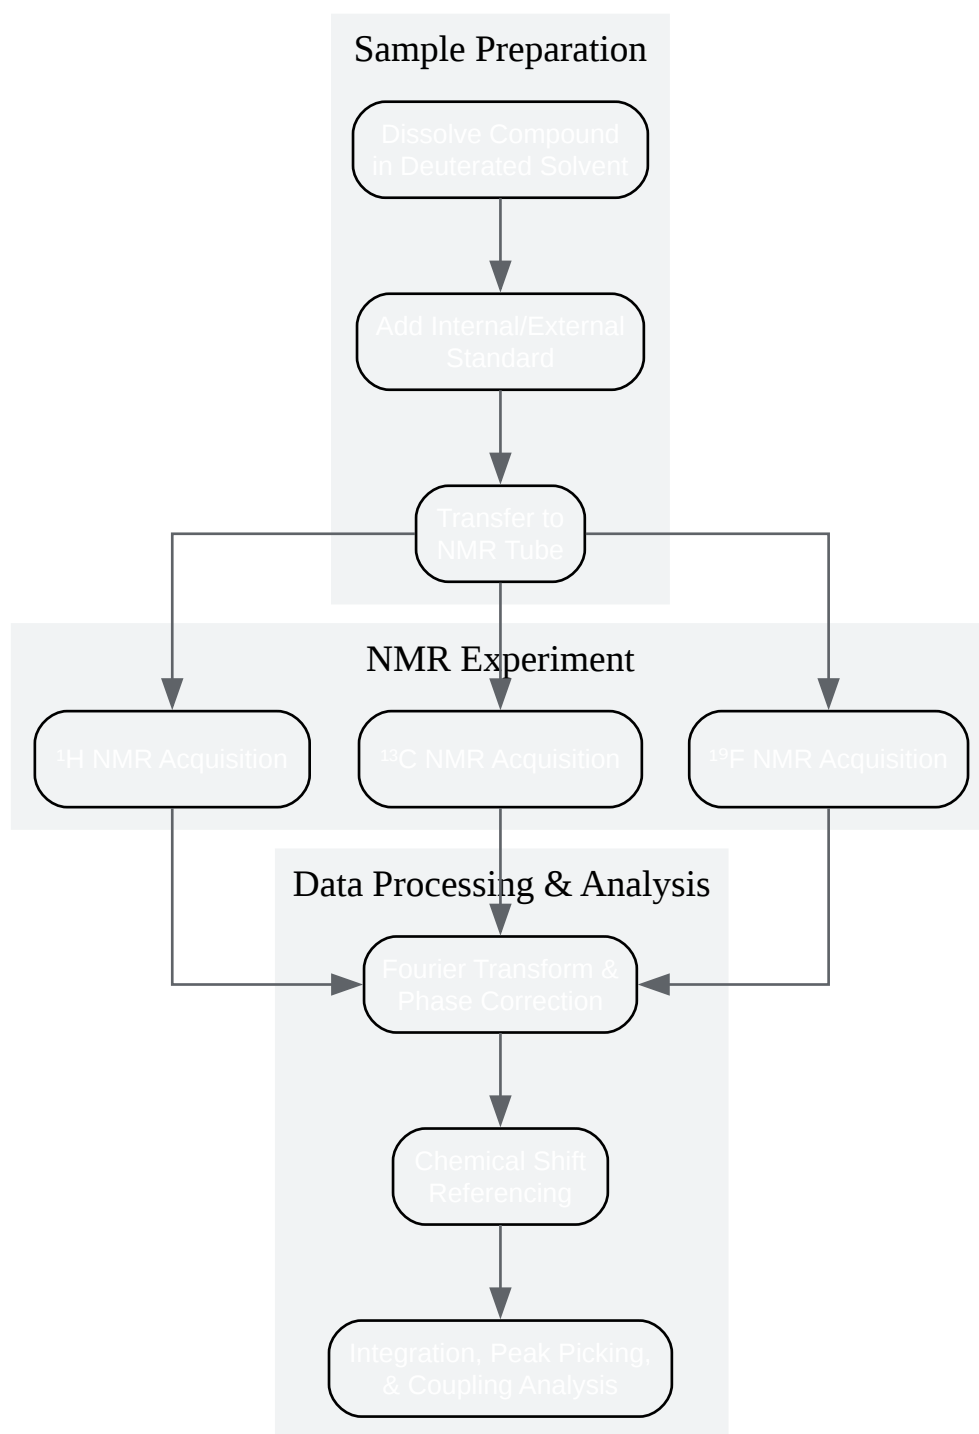 Sample Preparation
Dissolve Compound
in Deuterated Solvent
Add Internal/External
Standard
Transfer to
NMR Tube
NMR Experiment
¹H NMR Acquisition
¹³C NMR Acquisition
¹⁹F NMR Acquisition
Data Processing & Analysis
Fourier Transform &
Phase Correction
Chemical Shift
Referencing
Integration, Peak Picking,
& Coupling Analysis